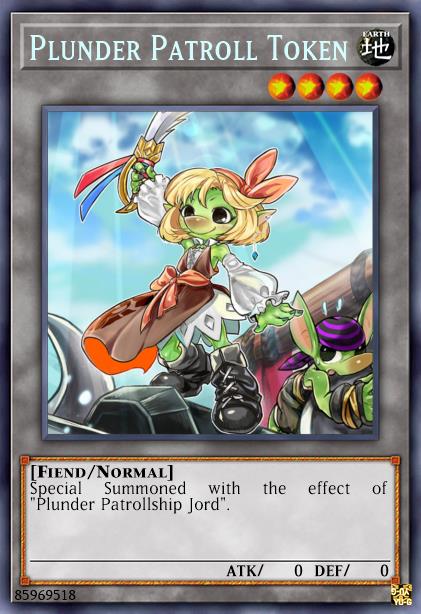 PLUNDER PATROLL TOKEN
EARTH
地
[FIEND/NORMAL]
Special Summoned with the effect of
"Plunder Patrollship Jord".
ATK/ 0 DEF/ 0
85969518